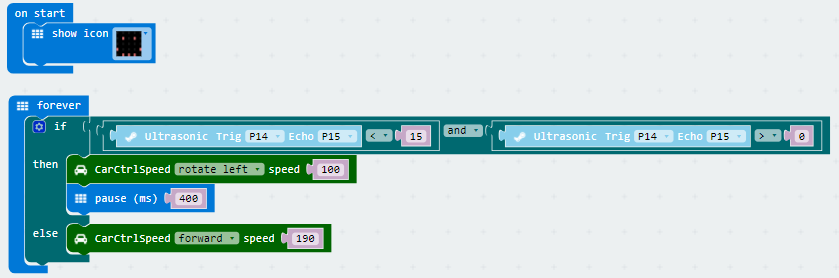 on start
show icon
forever
if Ultrasonic Trig P14 Echo P15 < 15 and Ultrasonic Trig P14 Echo P15 > 0
then CarCtrlSpeed rotate left speed 100
pause (ms) 400
else CarCtrlSpeed forward speed 190